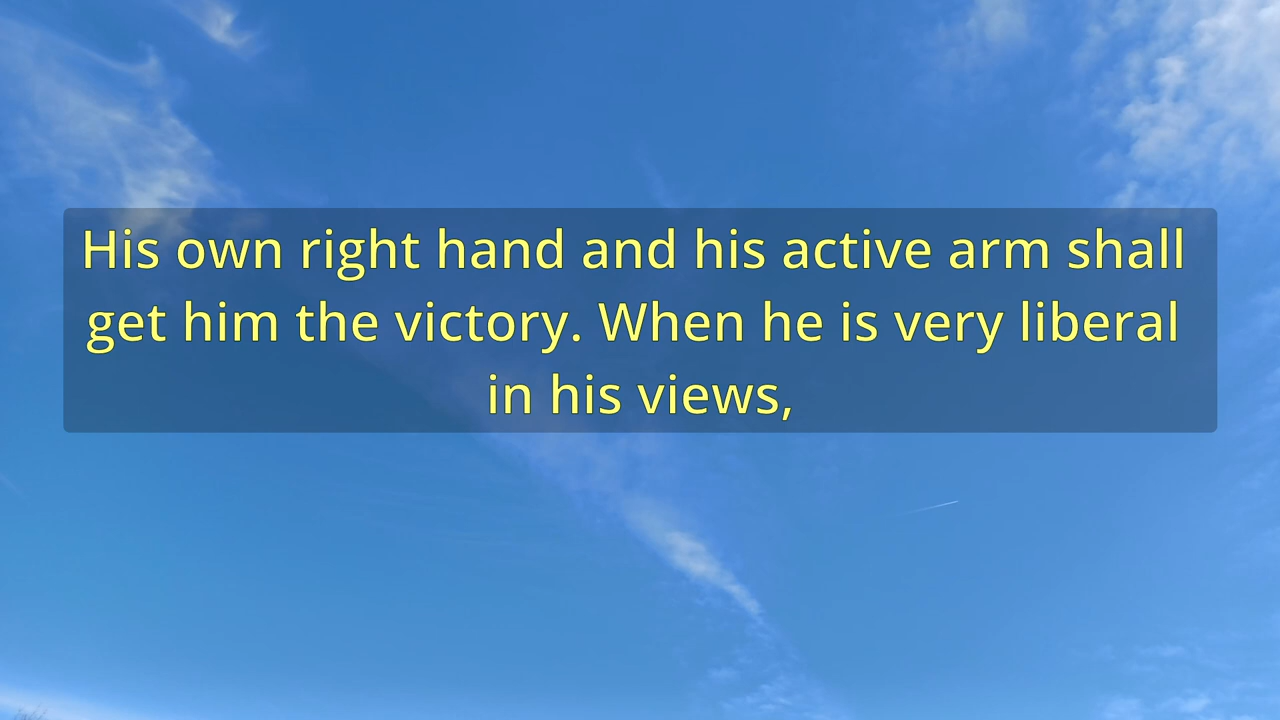 His own right hand and his active arm shall
get him the victory. When he is very liberal
in his views,